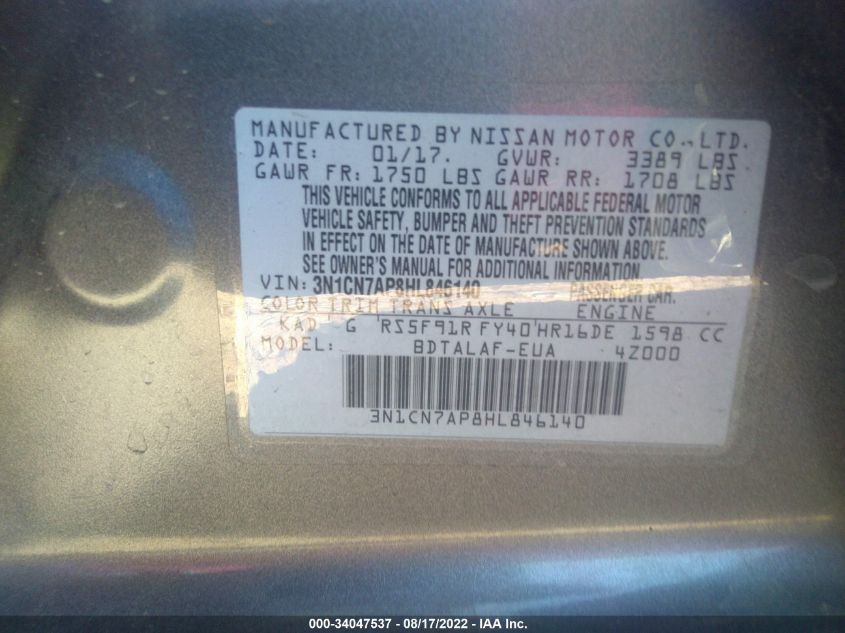 MANUFACTURED BY NISSAN MOTOR CO., LTD.
DATE: 01/17. GVWR: 3389 LBS
GAWR FR: 1750 LBS GAWR RR: 1708 LBS
THIS VEHICLE CONFORMS TO ALL APPLICABLE FEDERAL MOTOR
VEHICLE SAFETY, BUMPER AND THEFT PREVENTION STANDARDS
IN EFFECT ON THE DATE OF MANUFACTURE SHOWN ABOVE.
SEE OWNER'S MANUAL FOR ADDITIONAL INFORMATION.
VIN: 3N1CN7AP8HL846140 PASSENGER CAR.
COLOR TRIM TRANS AXLE ENGINE
KAD G RS5F91R FY40 HR16DE 1598 CC
MODEL: BDTALAF-EUA 4Z000
3N1CN7AP8HL846140
000-34047537 - 08/17/2022 - IAA Inc.